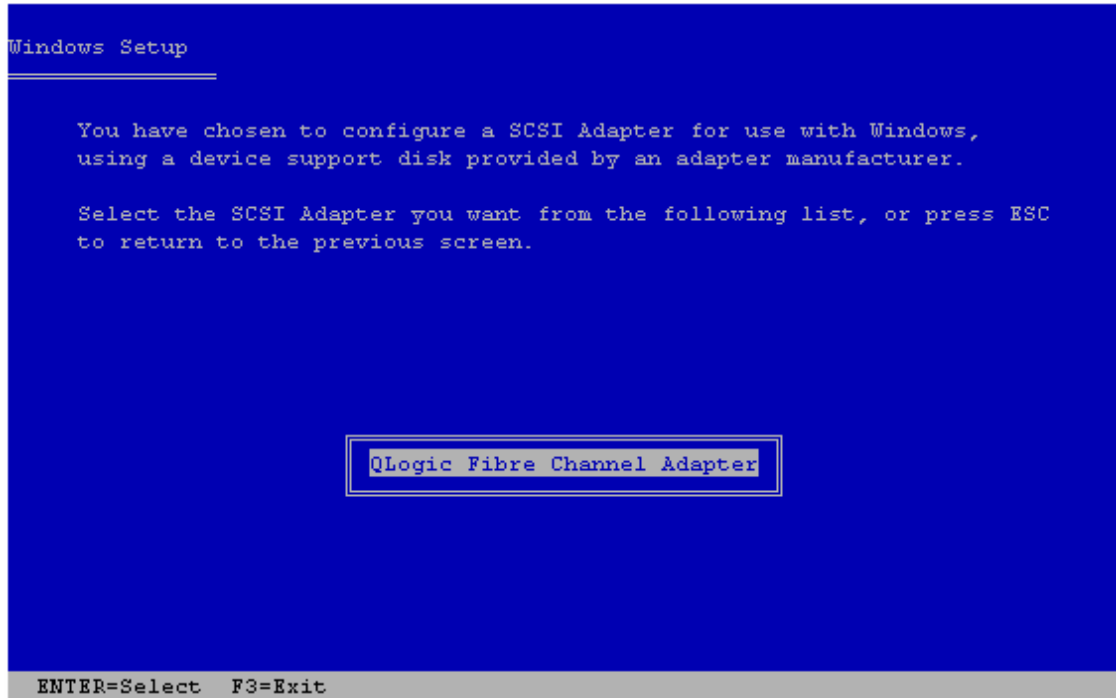 Windows Setup
You have chosen to configure a SCSI Adapter for use with Windows,
using a device support disk provided by an adapter manufacturer.
Select the SCSI Adapter you want from the following list, or press ESC
to return to the previous screen.
QLogic Fibre Channel Adapter
ENTER=Select F3=Exit